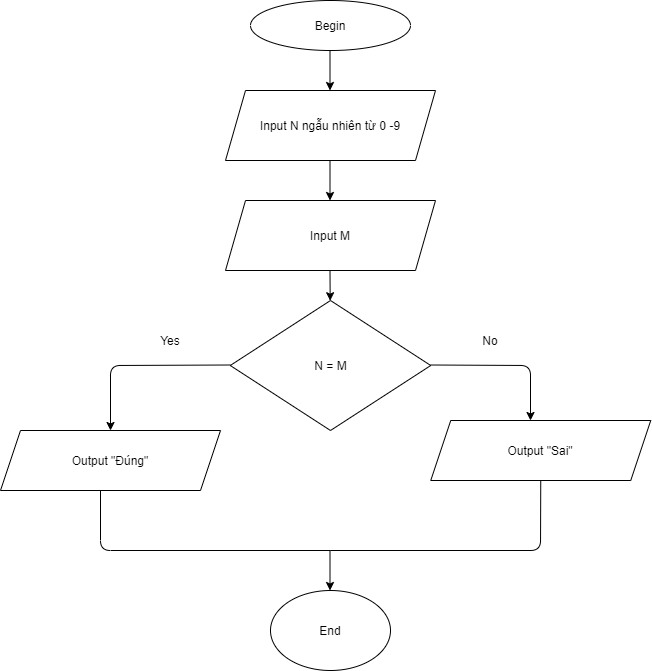 Begin
Input N ngẫu nhiên từ 0 -9
Input M
N = M
Yes
No
Output "Đúng"
Output "Sai"
End